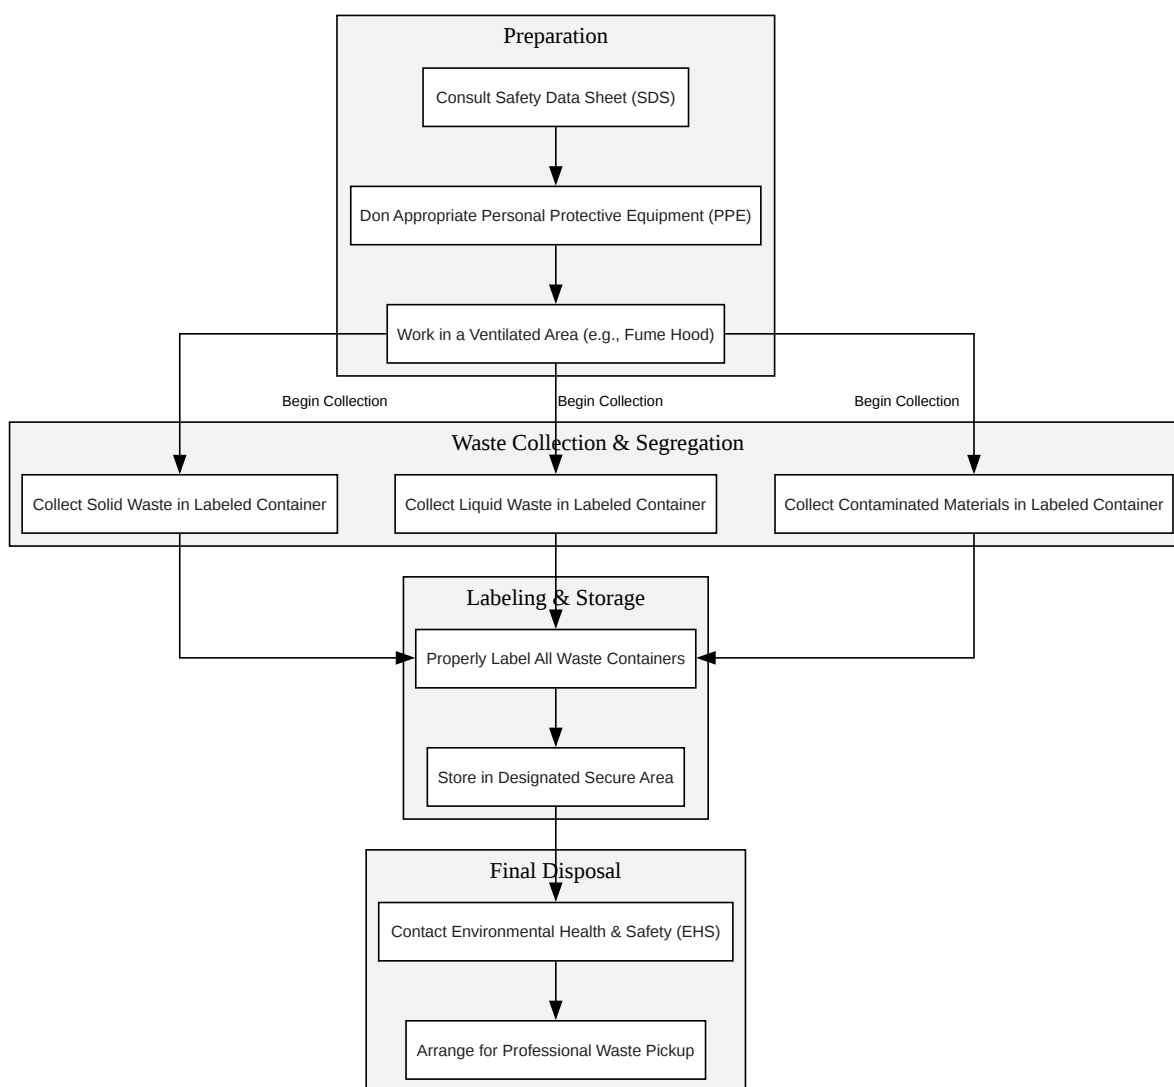 Preparation
Consult Safety Data Sheet (SDS)
Don Appropriate Personal Protective Equipment (PPE)
Work in a Ventilated Area (e.g., Fume Hood)
Begin Collection
Begin Collection
Begin Collection
Waste Collection & Segregation
Collect Solid Waste in Labeled Container
Collect Liquid Waste in Labeled Container
Collect Contaminated Materials in Labeled Container
Labeling & Storage
Properly Label All Waste Containers
Store in Designated Secure Area
Final Disposal
Contact Environmental Health & Safety (EHS)
Arrange for Professional Waste Pickup